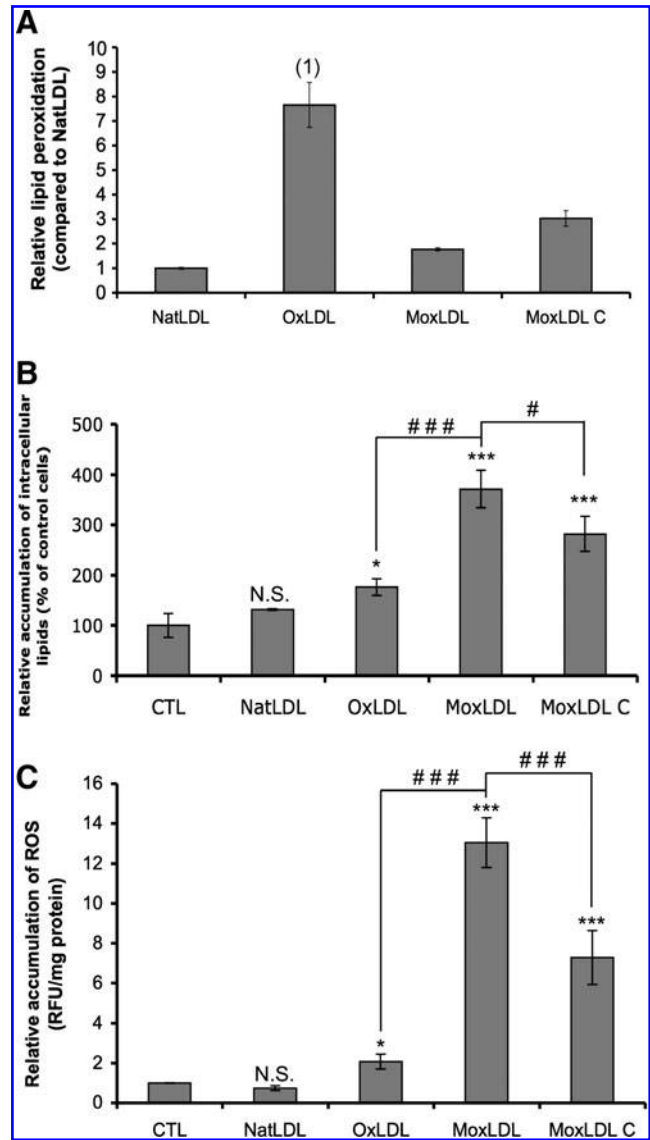 A
Relative lipid peroxidation
(compared to NatLDL)
10
9
8
7
6
5
4
3
2
1
0
(1)
NatLDL OxLDL MoxLDL MoxLDL C
B
Relative accumulation of intracellular
lipids (% of control cells)
500
400
300
200
100
0
# # # #
N.S. * *** ***
CTL NatLDL OxLDL MoxLDL MoxLDL C
C
Relative accumulation of ROS
(RFU/mg protein)
16
14
12
10
8
6
4
2
0
# # # # # #
N.S. * *** ***
CTL NatLDL OxLDL MoxLDL MoxLDL C